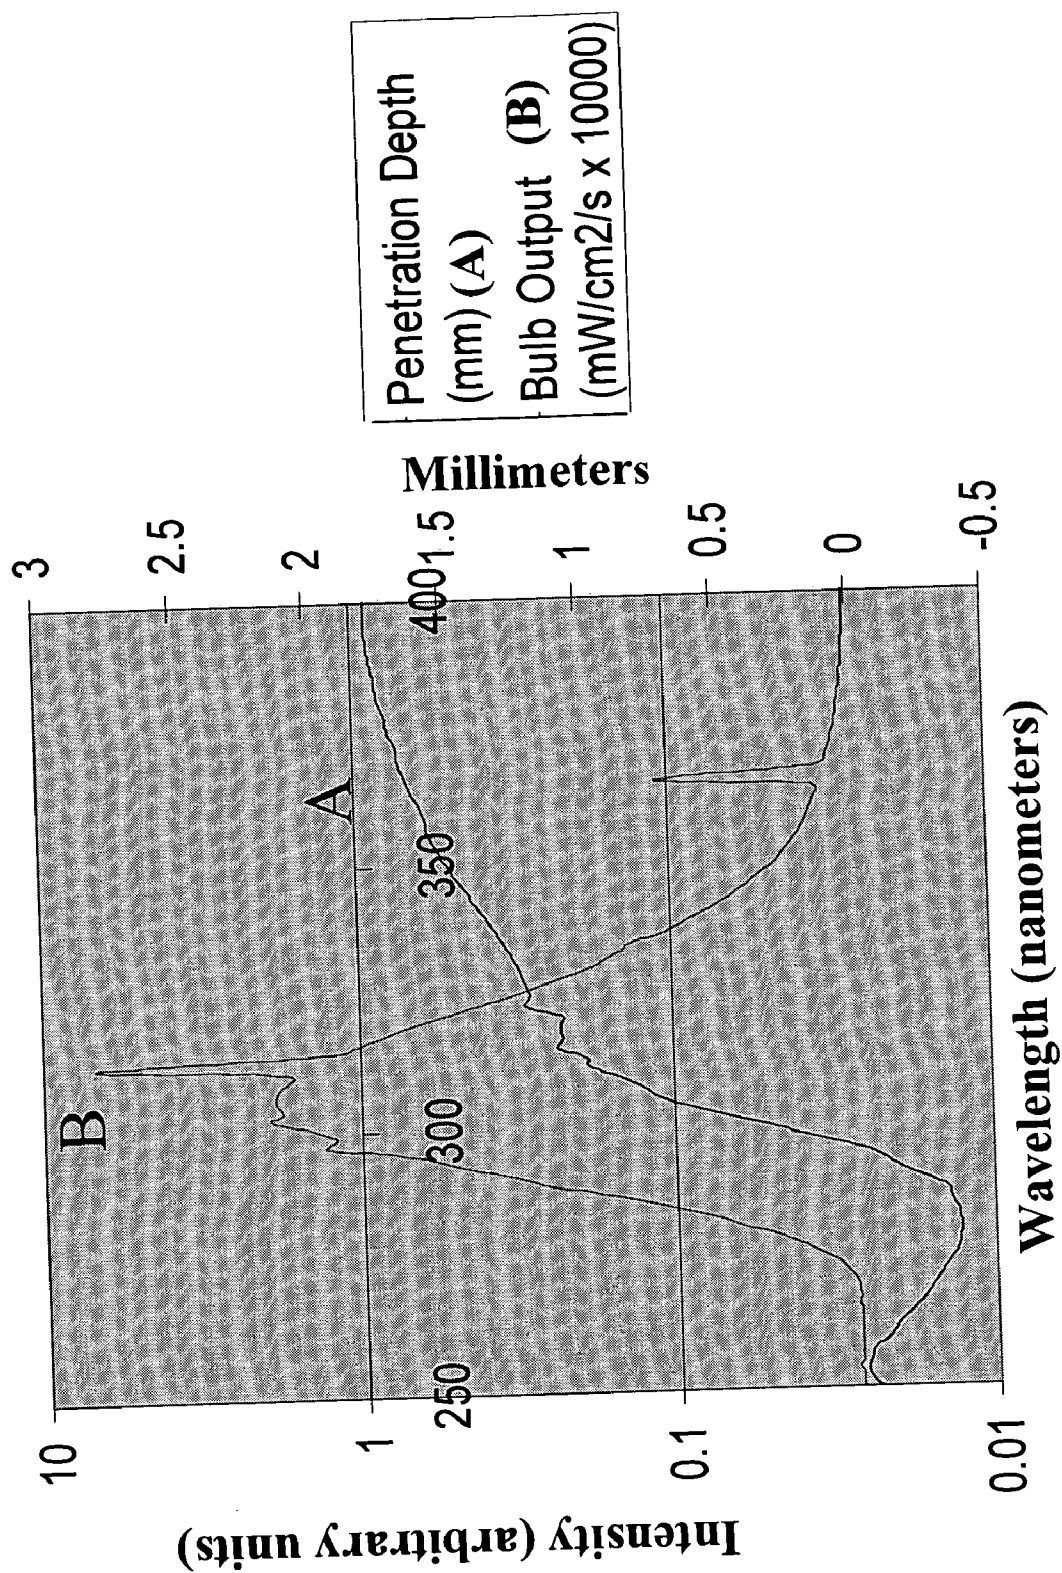 Intensity (arbitrary units)
10
1
0.1
0.01
B
A
250
300
350
400
3
2.5
2
1.5
1
0.5
0
-0.5
Millimeters
Wavelength (nanometers)
Penetration Depth
(mm) (A)
Bulb Output (B)
(mW/cm2/s x 10000)